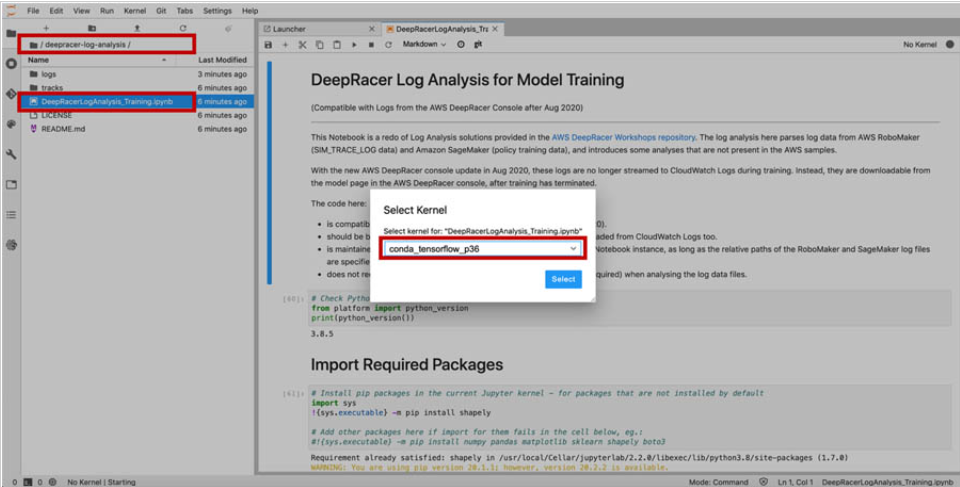 File Edit View Run Kernel Git Tabs Settings Help
/ deepracer-log-analysis /
Name Last Modified
logs 3 minutes ago
tracks 6 minutes ago
DeepRacerLogAnalysis_Training.ipynb 6 minutes ago
LICENSE 6 minutes ago
README.md 6 minutes ago
Launcher
DeepRacerLogAnalysis_Trai
Markdown
No Kernel
DeepRacer Log Analysis for Model Training
(Compatible with Logs from the AWS DeepRacer Console after Aug 2020)
This Notebook is a redo of Log Analysis solutions provided in the AWS DeepRacer Workshops repository. The log analysis here parses log data from AWS RoboMaker
(SIM_TRACE_LOG data) and Amazon SageMaker (policy training data), and introduces some analyses that are not present in the AWS samples.
With the new AWS DeepRacer console update in Aug 2020, these logs are no longer streamed to CloudWatch Logs during training. Instead, they are downloadable from
the model page in the AWS DeepRacer console, after training has terminated.
The code here:
is compatib 0).
should be b aded from CloudWatch Logs too.
is maintaine Notebook instance, as long as the relative paths of the RoboMaker and SageMaker log files
are specifie
does not re quired) when analysing the log data files.
Select Kernel
Select kernel for: "DeepRacerLogAnalysis_Training.ipynb"
conda_tensorflow_p36
Select
[60]: # Check Pytho
from platform import python_version
print(python_version())
3.8.5
Import Required Packages
[61]: # Install pip packages in the current Jupyter kernel - for packages that are not installed by default
import sys
!{sys.executable} -m pip install shapely
# Add other packages here if import for them fails in the cell below, eg.:
#!{sys.executable} -m pip install numpy pandas matplotlib sklearn shapely boto3
Requirement already satisfied: shapely in /usr/local/Cellar/jupyterlab/2.2.0/libexec/lib/python3.8/site-packages (1.7.0)
WARNING: You are using pip version 20.1.1; however, version 20.2.2 is available.
0 0 No Kernel | Starting
Mode: Command Ln 1, Col 1 DeepRacerLogAnalysis_Training.ipynb